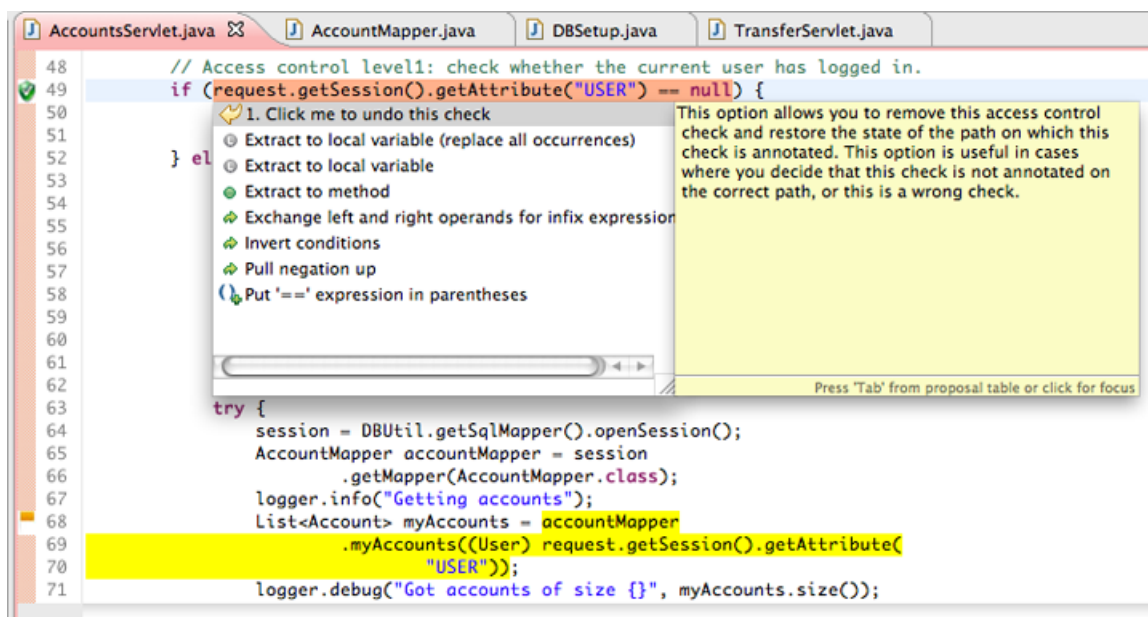 AccountsServlet.java AccountMapper.java DBSetup.java TransferServlet.java
48 // Access control level1: check whether the current user has logged in.
49 if (request.getSession().getAttribute("USER") == null) {
50
51
52 } el
53
54
55
56
57
58
59
60
61
62
1. Click me to undo this check
Extract to local variable (replace all occurrences)
Extract to local variable
Extract to method
Exchange left and right operands for infix expression
Invert conditions
Pull negation up
Put '==' expression in parentheses
This option allows you to remove this access control
check and restore the state of the path on which this
check is annotated. This option is useful in cases
where you decide that this check is not annotated on
the correct path, or this is a wrong check.
Press 'Tab' from proposal table or click for focus
63 try {
64 session = DBUtil.getSqlMapper().openSession();
65 AccountMapper accountMapper = session
66 .getMapper(AccountMapper.class);
67 logger.info("Getting accounts");
68 List<Account> myAccounts = accountMapper
69 .myAccounts((User) request.getSession().getAttribute(
70 "USER"));
71 logger.debug("Got accounts of size {}", myAccounts.size());